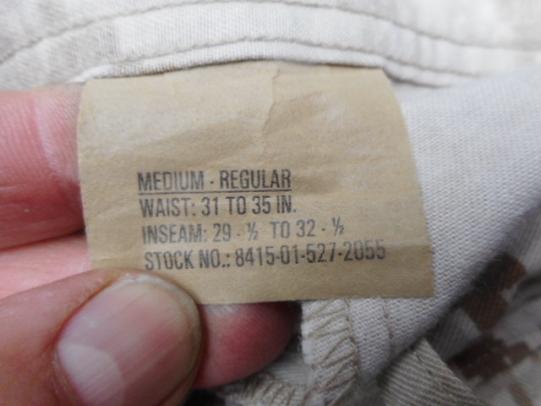 MEDIUM - REGULAR
WAIST: 31 TO 35 IN.
INSEAM: 29 - ½ TO 32 - ½
STOCK NO.: 8415-01-527-2055